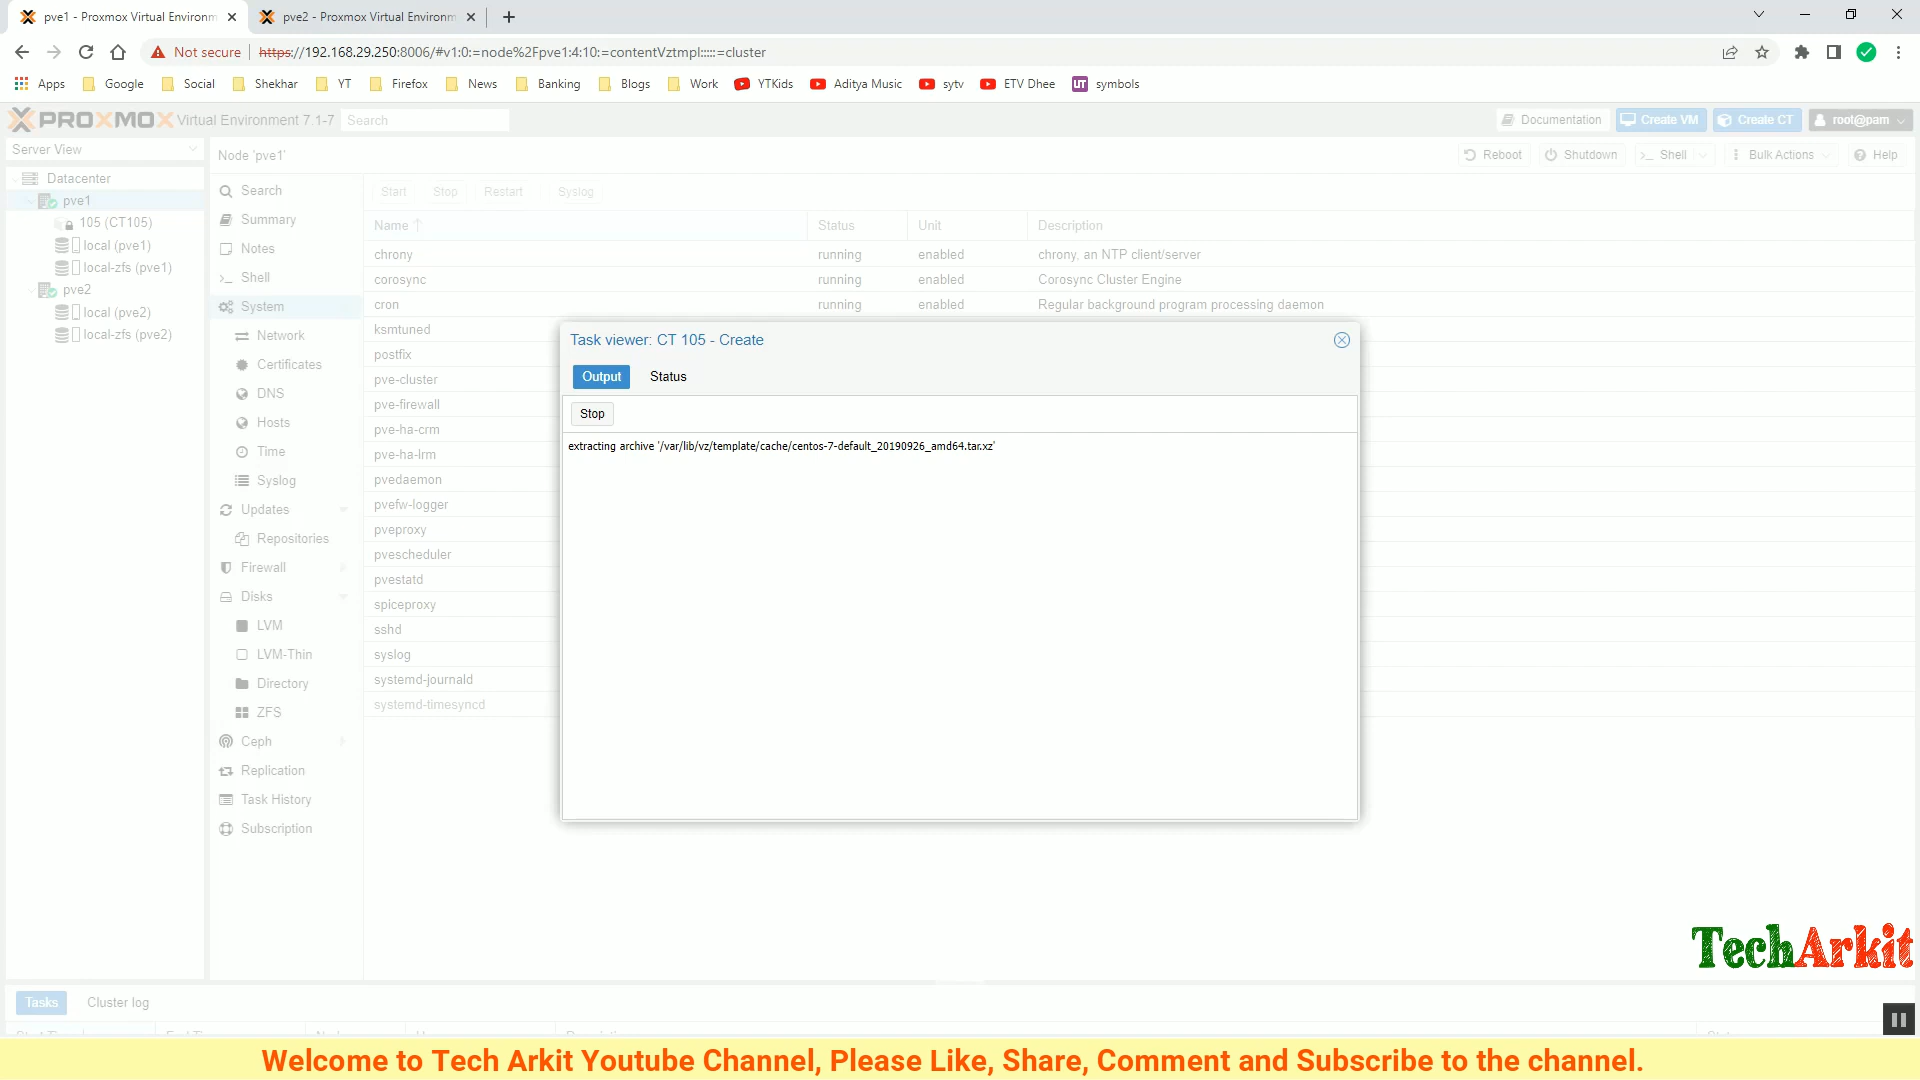 pve1 - Proxmox Virtual Environm
pve2 - Proxmox Virtual Environm
Not secure
https://192.168.29.250:8006/#v1:0:=node%2Fpve1:4:10:=contentVztmpl:::::=cluster
Apps Google Social Shekhar YT Firefox News Banking Blogs Work YTKids Aditya Music sytv ETV Dhee UT symbols
PROXMOX Virtual Environment 7.1-7 Search
Documentation Create VM Create CT root@pam
Server View
Node 'pve1'
Reboot Shutdown Shell Bulk Actions Help
Datacenter
pve1
105 (CT105)
local (pve1)
local-zfs (pve1)
pve2
local (pve2)
local-zfs (pve2)
Search
Summary
Notes
Shell
System
Network
Certificates
DNS
Hosts
Time
Syslog
Updates
Repositories
Firewall
Disks
LVM
LVM-Thin
Directory
ZFS
Ceph
Replication
Task History
Subscription
Start Stop Restart Syslog
Name Status Unit Description
chrony running enabled chrony, an NTP client/server
corosync running enabled Corosync Cluster Engine
cron running enabled Regular background program processing daemon
ksmtuned
postfix
pve-cluster
pve-firewall
pve-ha-crm
pve-ha-lrm
pvedaemon
pvefw-logger
pveproxy
pvescheduler
pvestatd
spiceproxy
sshd
syslog
systemd-journald
systemd-timesyncd
Task viewer: CT 105 - Create
Output Status
Stop
extracting archive '/var/lib/vz/template/cache/centos-7-default_20190926_amd64.tar.xz'
TechArkit
Tasks Cluster log
Welcome to Tech Arkit Youtube Channel, Please Like, Share, Comment and Subscribe to the channel.